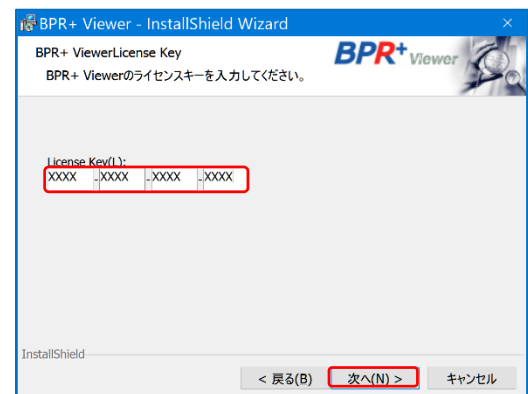 BPR+ Viewer - InstallShield Wizard
BPR+ ViewerLicense Key
BPR+ Viewer
BPR+ Viewerのライセンスキーを入力してください。
License Key(L):
XXXX - XXXX - XXXX - XXXX
InstallShield
< 戻る(B) 次へ(N) > キャンセル